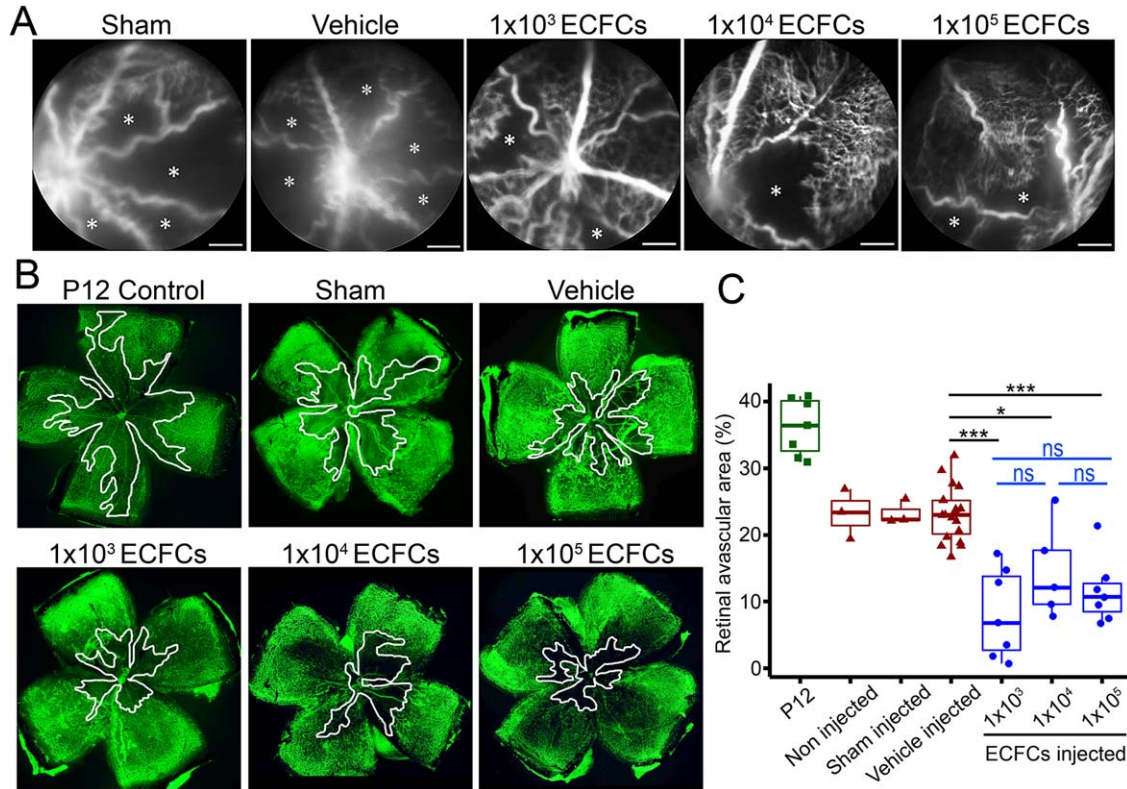 A
Sham Vehicle 1x10³ ECFCs 1x10⁴ ECFCs 1x10⁵ ECFCs
* * * * * * * * * * * * * *
B
P12 Control Sham Vehicle
1x10³ ECFCs 1x10⁴ ECFCs 1x10⁵ ECFCs
C
Retinal avascular area (%)
40
30
20
10
0
***
*
***
ns
ns ns
P12 Non injected Sham injected Vehicle injected 1x10³ 1x10⁴ 1x10⁵
ECFCs injected